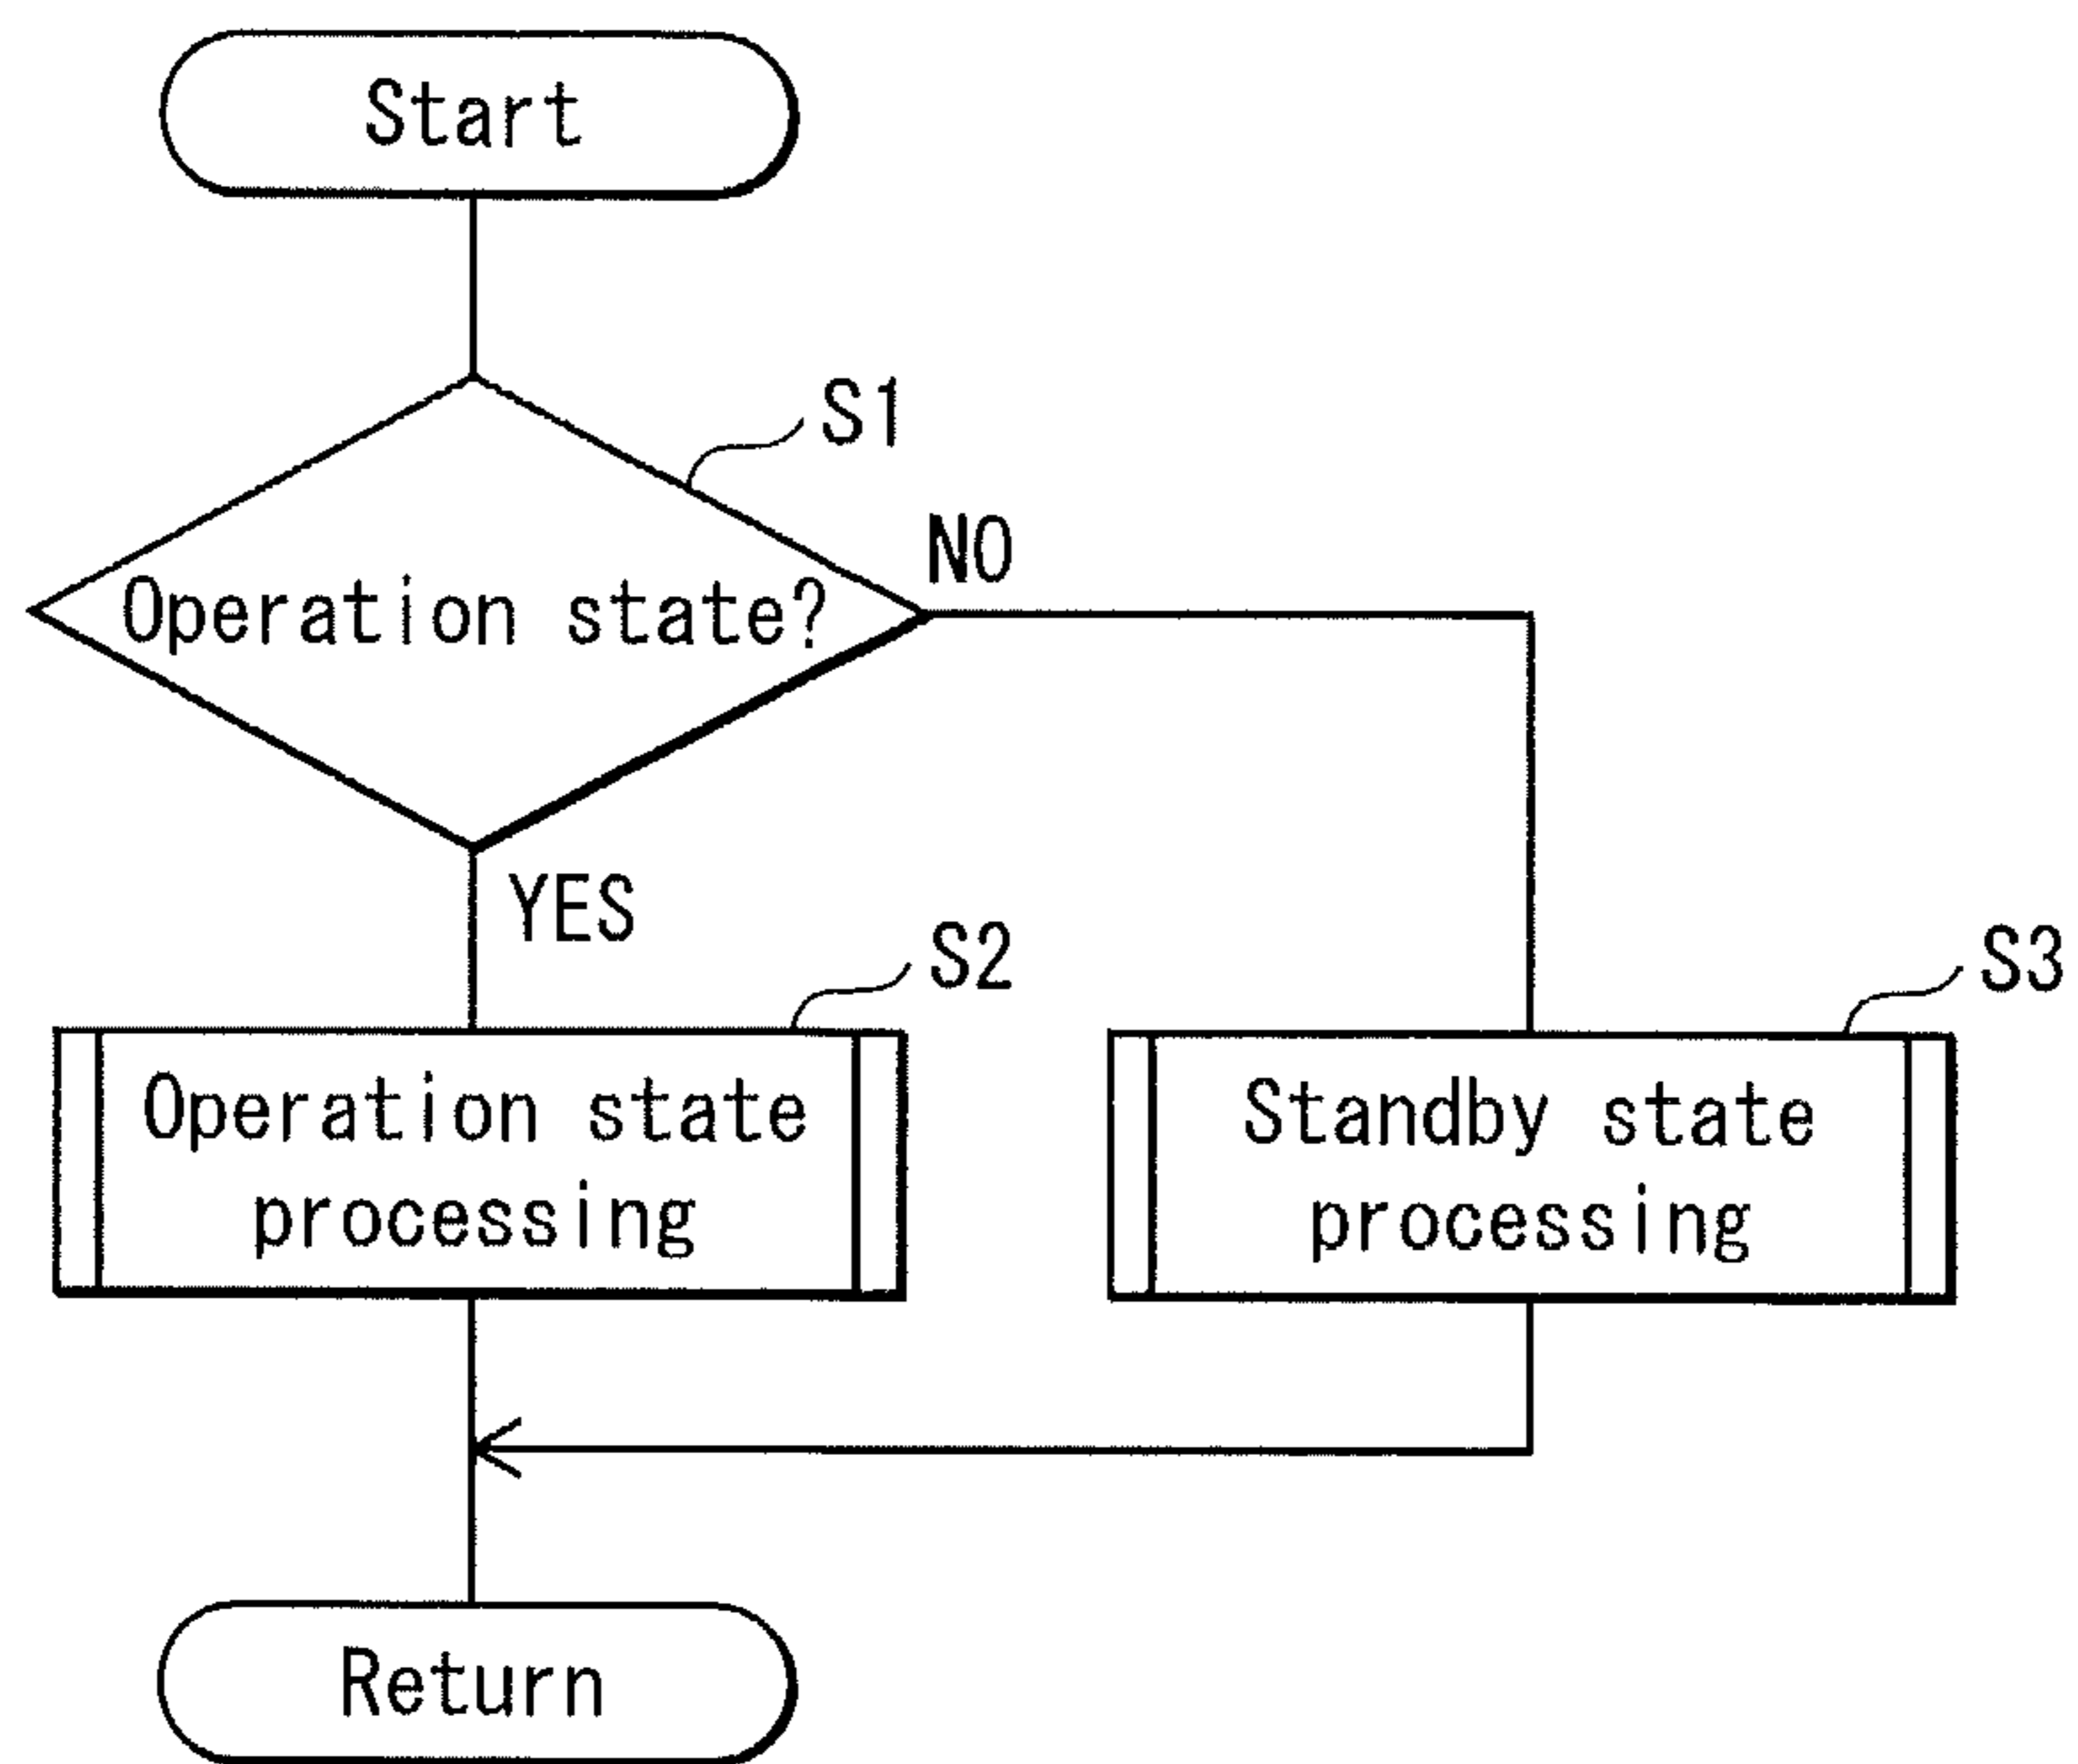 Start
S1
NO
Operation state?
YES
S2
S3
Operation state
processing
Standby state
processing
Return